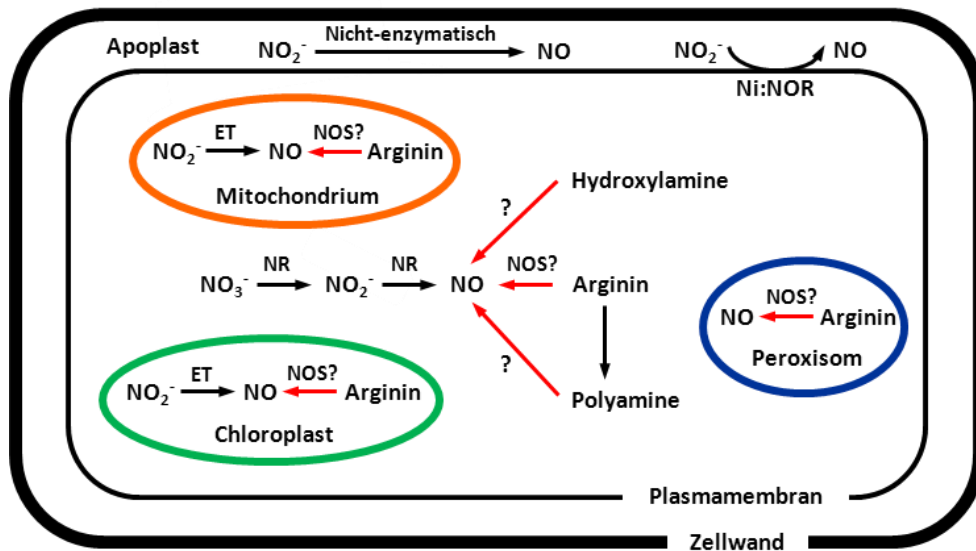 Apoplast NO₂⁻ Nicht-enzymatisch NO NO₂⁻ NO
Ni:NOR
ET NOS?
NO₂⁻ NO Arginin
Mitochondrium
Hydroxylamine
?
NR NR NOS?
NO₃⁻ NO₂⁻ NO Arginin
NOS?
NO Arginin
Peroxisom
?
ET NOS?
NO₂⁻ NO Arginin
Chloroplast
Polyamine
Plasmamembran
Zellwand